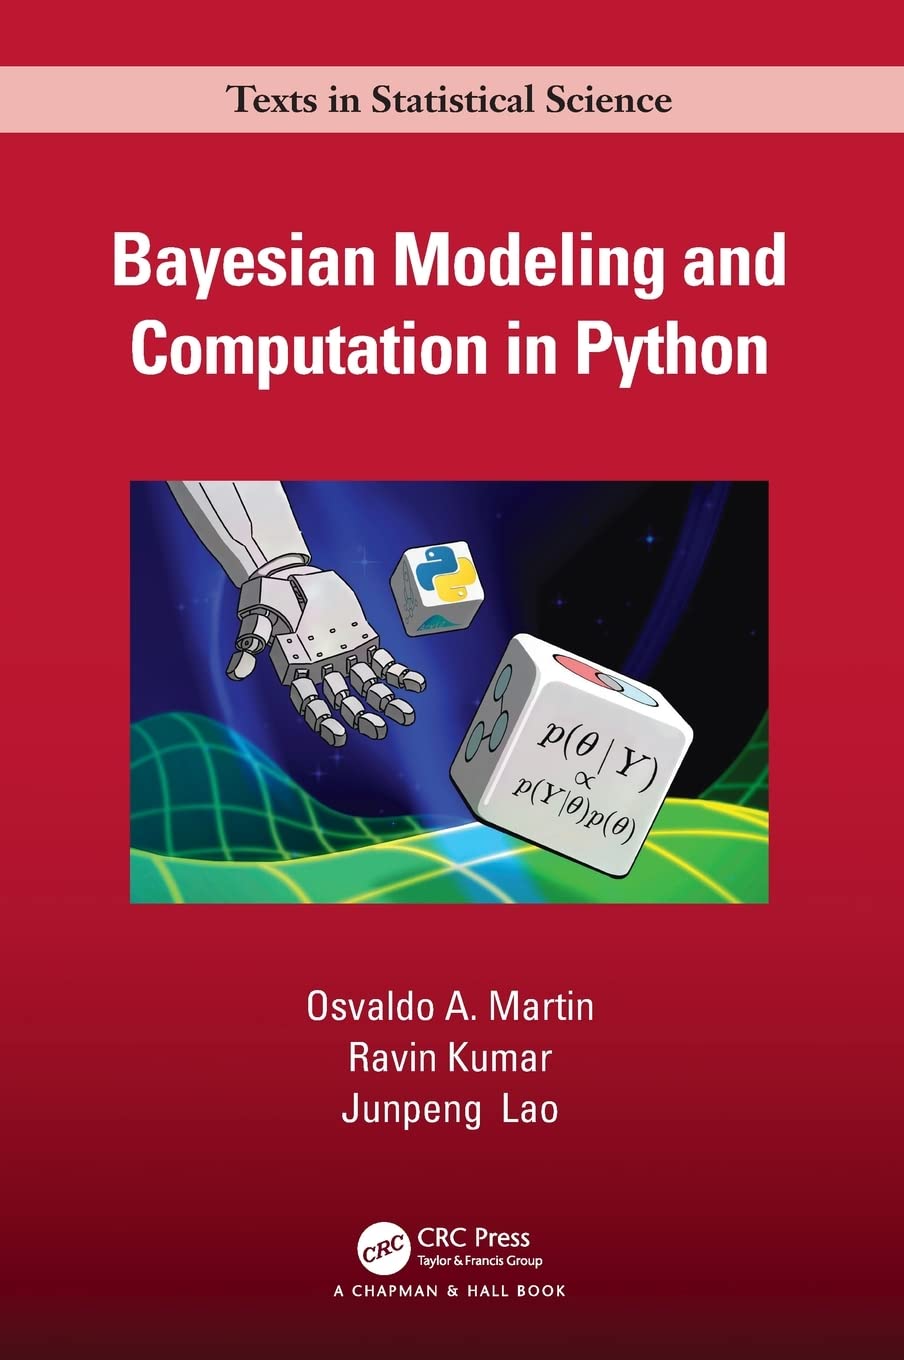 Texts in Statistical Science
Bayesian Modeling and
Computation in Python
p(θ | Y)
∝
p(Y|θ)p(θ)
Osvaldo A. Martin
Ravin Kumar
Junpeng Lao
CRC
CRC Press
Taylor & Francis Group
A CHAPMAN & HALL BOOK